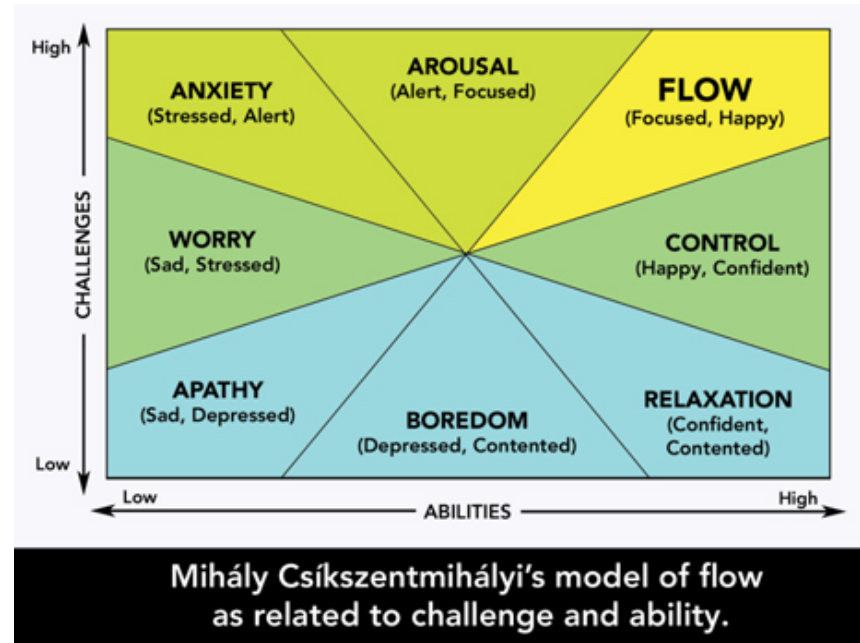 High
ANXIETY
(Stressed, Alert)
AROUSAL
(Alert, Focused)
FLOW
(Focused, Happy)
CHALLENGES
WORRY
(Sad, Stressed)
CONTROL
(Happy, Confident)
APATHY
(Sad, Depressed)
BOREDOM
(Depressed, Contented)
RELAXATION
(Confident,
Contented)
Low
Low
ABILITIES
High
Mihály Csíkszentmihályi's model of flow
as related to challenge and ability.